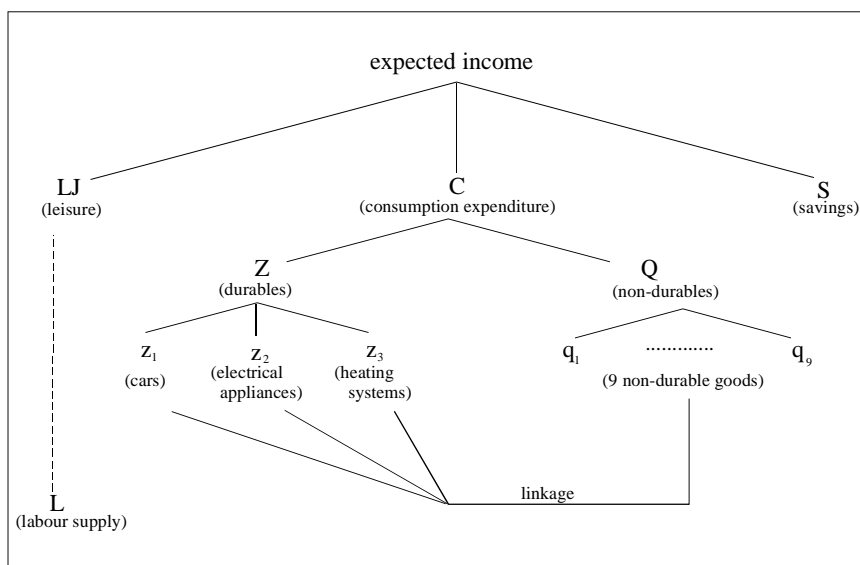 expected income
LJ
(leisure)
C
(consumption expenditure)
S
(savings)
Z
(durables)
Q
(non-durables)
z1
(cars)
z2
(electrical
appliances)
z3
(heating
systems)
q1
.............
q9
(9 non-durable goods)
linkage
L
(labour supply)